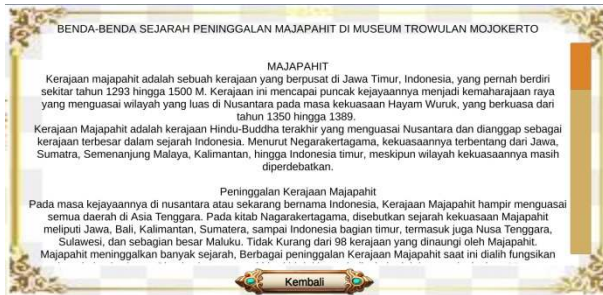 BENDA-BENDA SEJARAH PENINGGALAN MAJAPAHIT DI MUSEUM TROWULAN MOJOKERTO
MAJAPAHIT
Kerajaan majapahit adalah sebuah kerajaan yang berpusat di Jawa Timur, Indonesia, yang pernah berdiri
sekitar tahun 1293 hingga 1500 M. Kerajaan ini mencapai puncak kejayaannya menjadi kemaharajaan raya
yang menguasai wilayah yang luas di Nusantara pada masa kekuasaan Hayam Wuruk, yang berkuasa dari
tahun 1350 hingga 1389.
Kerajaan Majapahit adalah kerajaan Hindu-Buddha terakhir yang menguasai Nusantara dan dianggap sebagai
kerajaan terbesar dalam sejarah Indonesia. Menurut Negarakertagama, kekuasaannya terbentang dari Jawa,
Sumatra, Semenanjung Malaya, Kalimantan, hingga Indonesia timur, meskipun wilayah kekuasaannya masih
diperdebatkan.
Peninggalan Kerajaan Majapahit
Pada masa kejayaannya di nusantara atau sekarang bernama Indonesia, Kerajaan Majapahit hampir menguasai
semua daerah di Asia Tenggara. Pada kitab Nagarakertagama, disebutkan sejarah kekuasaan Majapahit
meliputi Jawa, Bali, Kalimantan, Sumatera, sampai Indonesia bagian timur, termasuk juga Nusa Tenggara,
Sulawesi, dan sebagian besar Maluku. Tidak Kurang dari 98 kerajaan yang dinaungi oleh Majapahit.
Majapahit meninggalkan banyak sejarah, Berbagai peninggalan Kerajaan Majapahit saat ini dialih fungsikan
Kembali